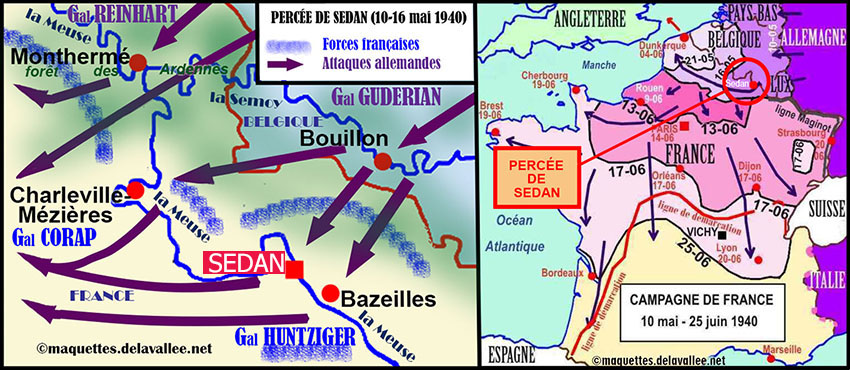 Gal REINHART
la Meuse
Monthermé
forêt des Ardennes
PERCÉE DE SEDAN (10-16 mai 1940)
Forces françaises
Attaques allemandes
la Semoy
Gal GUDERIAN
BELGIQUE
Bouillon
Charleville-
Mézières
la Meuse
Gal CORAP
SEDAN
FRANCE
Bazeilles
Gal HUNTZIGER
la Meuse
©maquettes.delavallee.net
ANGLETERRE
PAYS-BAS
BELGIQUE
ALLEMAGNE
10-05
Dunkerque
04-06
Manche
21-05
16-05
Cherbourg
19-06
Sedan
LUX
Rouen
9-06
ligne Maginot
Brest
19-06
13-06
PARIS
14-06
13-06
Strasbourg
20
06
17-06
FRANCE
PERCÉE
DE
SEDAN
17-06
Orléans
17-06
Dijon
17-06
17-06
SUISSE
Océan
Atlantique
ligne de démarcation
VICHY
25-06
Lyon
20-06
Bordeaux
ligne de démarcation
ITALIE
CAMPAGNE DE FRANCE
10 mai - 25 juin 1940
ESPAGNE
Marseille
©maquettes.delavallee.net